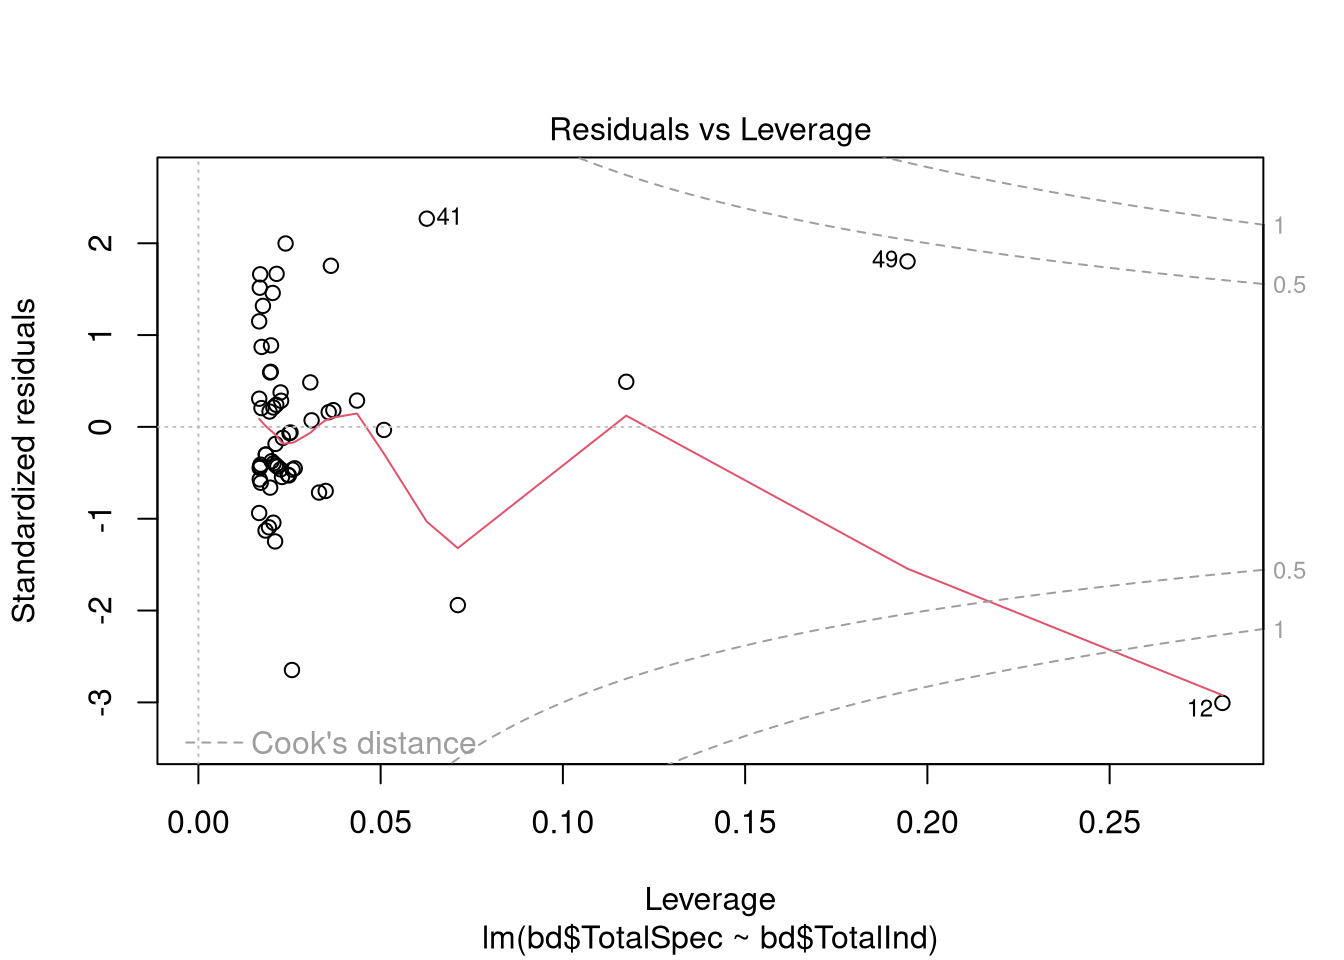 Residuals vs Leverage
Standardized residuals
2
1
0
-1
-2
-3
41
49
12
1
0.5
0.5
1
Cook's distance
0.00 0.05 0.10 0.15 0.20 0.25
Leverage
lm(bd$TotalSpec ~ bd$TotalInd)